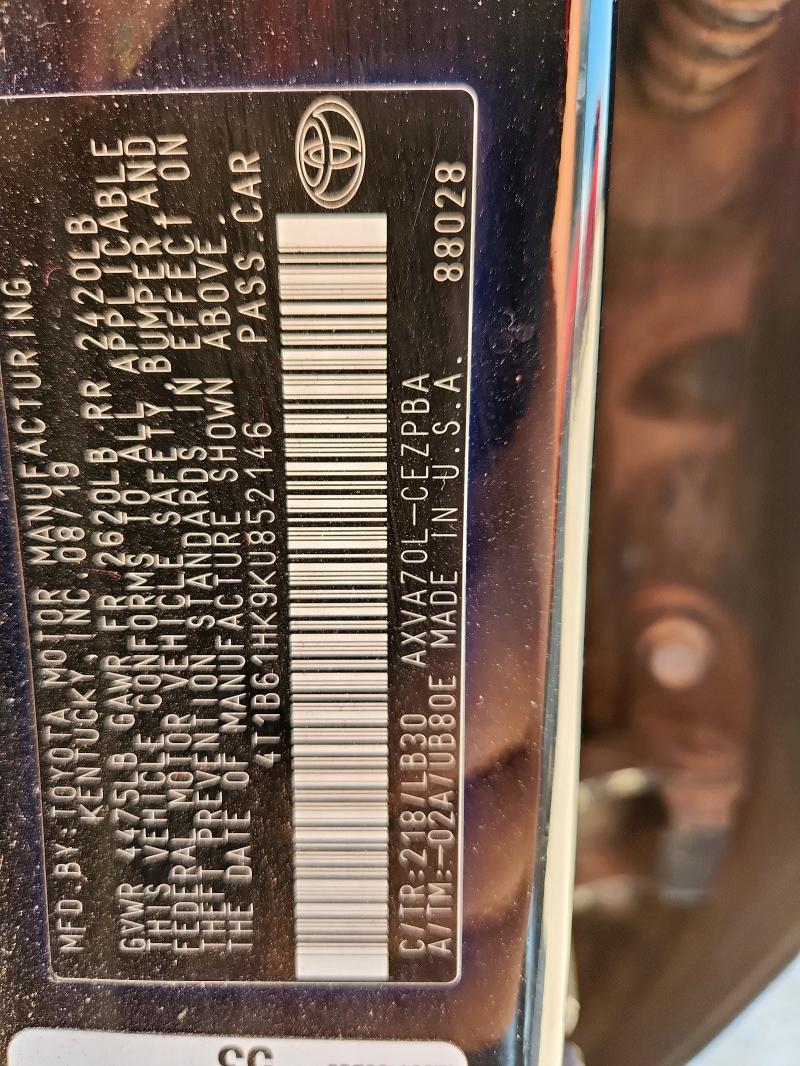 MFD.BY:TOYOTA MOTOR MANUFACTURING,
KENTUCKY, INC. 08/19
GVWR 4475LB GAWR FR 2620LB RR 2420LB
THIS VEHICLE CONFORMS TO ALL APPLICABLE
FEDERAL MOTOR VEHICLE SAFETY, BUMPER AND
THEFT PREVENTION STANDARDS IN EFFECT ON
THE DATE OF MANUFACTURE SHOWN ABOVE.
4T1B61HK9KU852146 PASS.CAR
C/TR:218/LB30 AXVA70L-CEZPBA
A/TM:-02A/UB80E MADE IN U.S.A. 88028